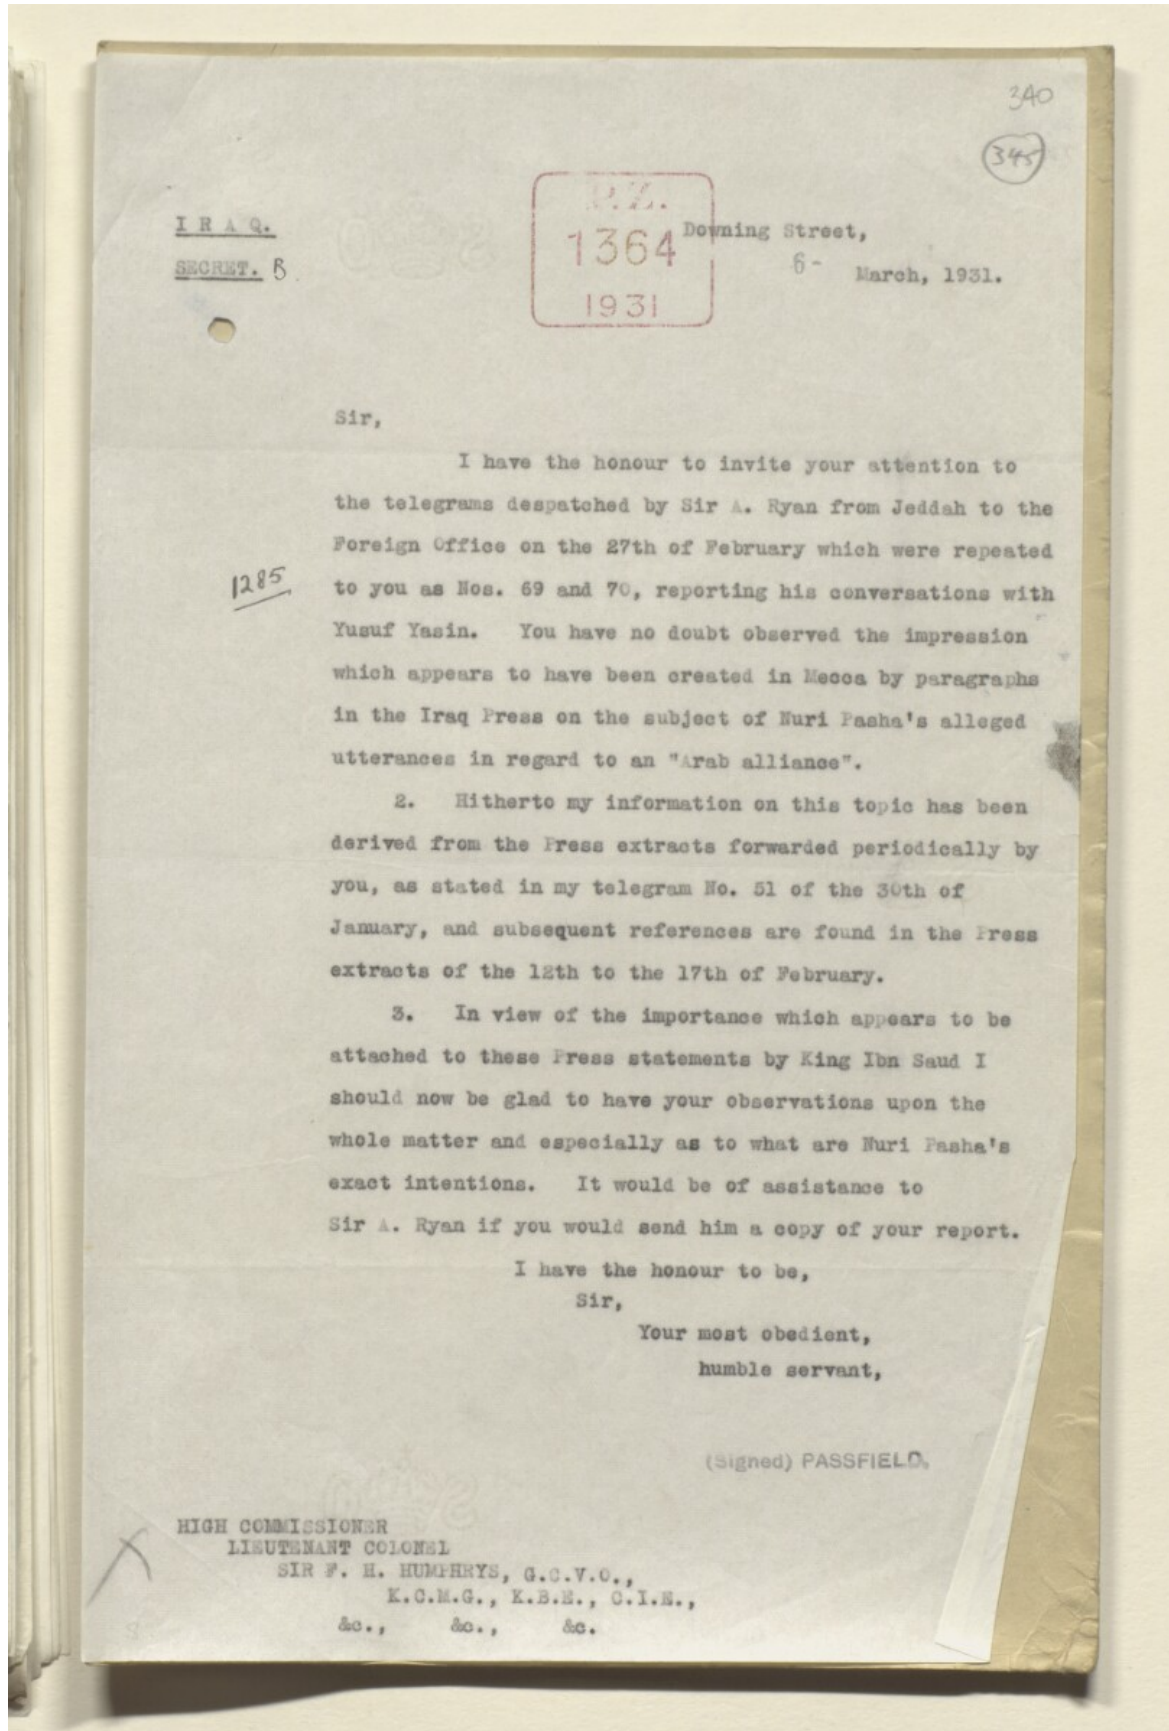 340
345
P.Z.
1364
1931
I R A Q.
SECRET. B
Downing Street,
6- March, 1931.
Sir,
I have the honour to invite your attention to
the telegrams despatched by Sir A. Ryan from Jeddah to the
Foreign Office on the 27th of February which were repeated
1285
to you as Nos. 69 and 70, reporting his conversations with
Yusuf Yasin. You have no doubt observed the impression
which appears to have been created in Mecca by paragraphs
in the Iraq Press on the subject of Nuri Pasha's alleged
utterances in regard to an "Arab alliance".
2. Hitherto my information on this topic has been
derived from the Press extracts forwarded periodically by
you, as stated in my telegram No. 51 of the 30th of
January, and subsequent references are found in the Press
extracts of the 12th to the 17th of February.
3. In view of the importance which appears to be
attached to these Press statements by King Ibn Saud I
should now be glad to have your observations upon the
whole matter and especially as to what are Nuri Pasha's
exact intentions. It would be of assistance to
Sir A. Ryan if you would send him a copy of your report.
I have the honour to be,
Sir,
Your most obedient,
humble servant,
(Signed) PASSFIELD.
HIGH COMMISSIONER
LIEUTENANT COLONEL
SIR F. H. HUMPHRYS, G.C.V.O.,
K.C.M.G., K.B.E., C.I.E.,
&c., &c., &c.